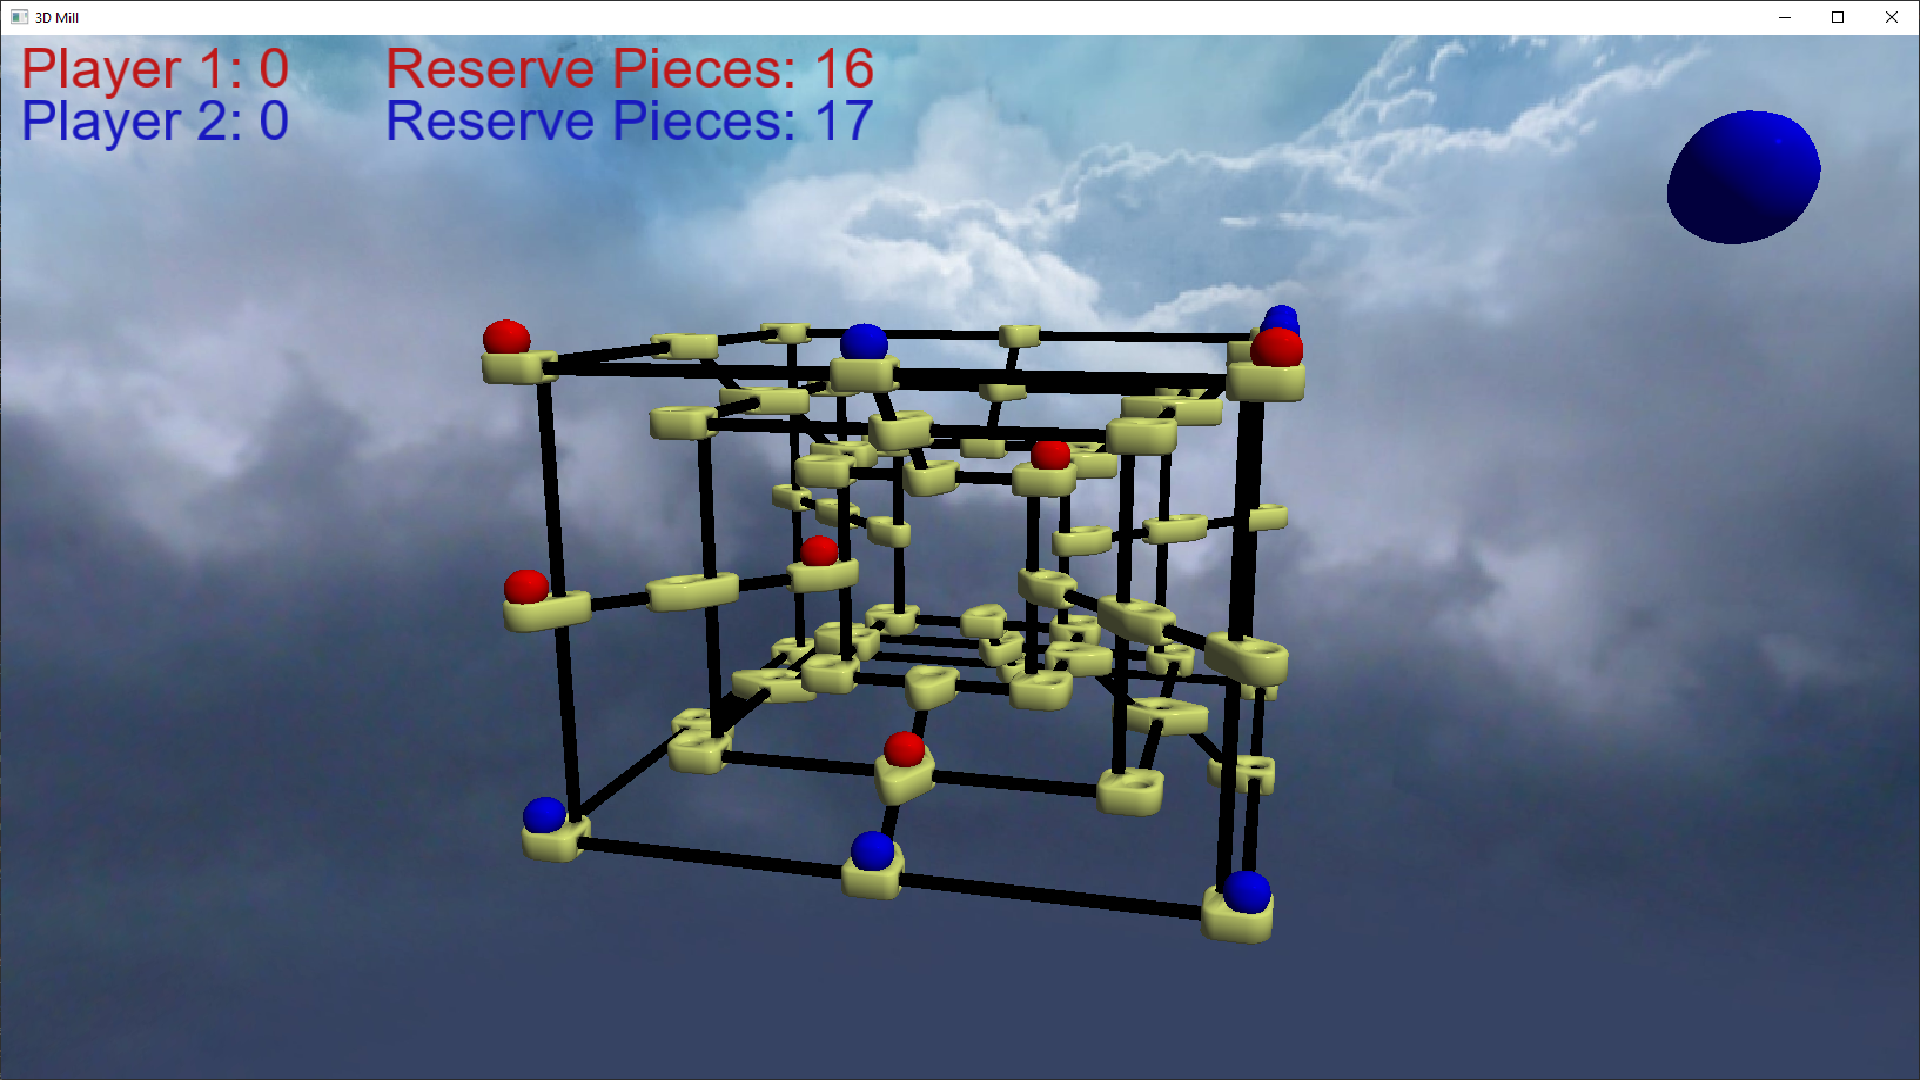 3D Mill
Player 1: 0 Reserve Pieces: 16
Player 2: 0 Reserve Pieces: 17